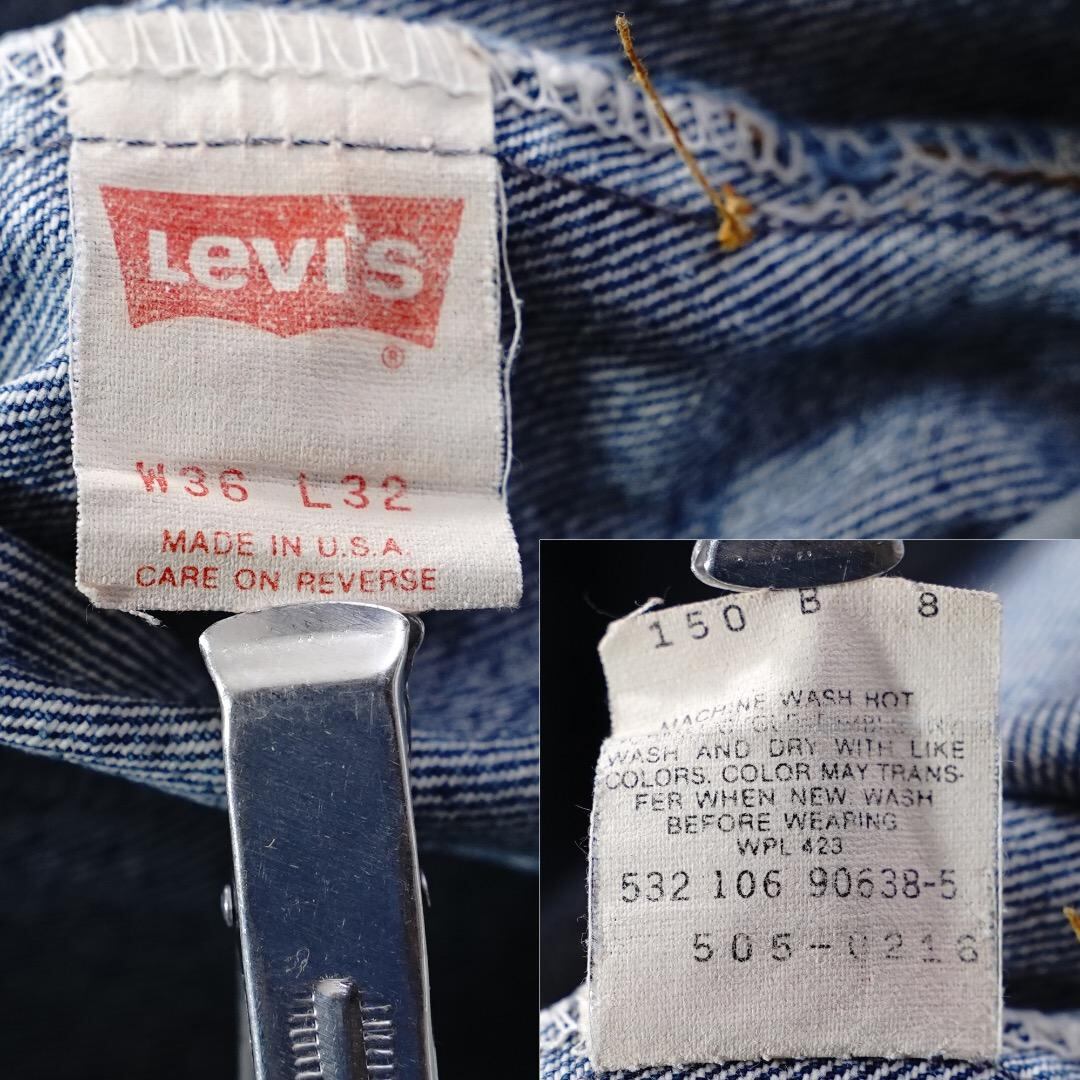 Levi's
®
W36 L32
MADE IN U.S.A.
CARE ON REVERSE
150 B 8
MACHINE WASH HOT
WASH AND DRY WITH LIKE
COLORS. COLOR MAY TRANS-
FER WHEN NEW WASH
BEFORE WEARING
WPL 423
532 106 90638-5
505-0216